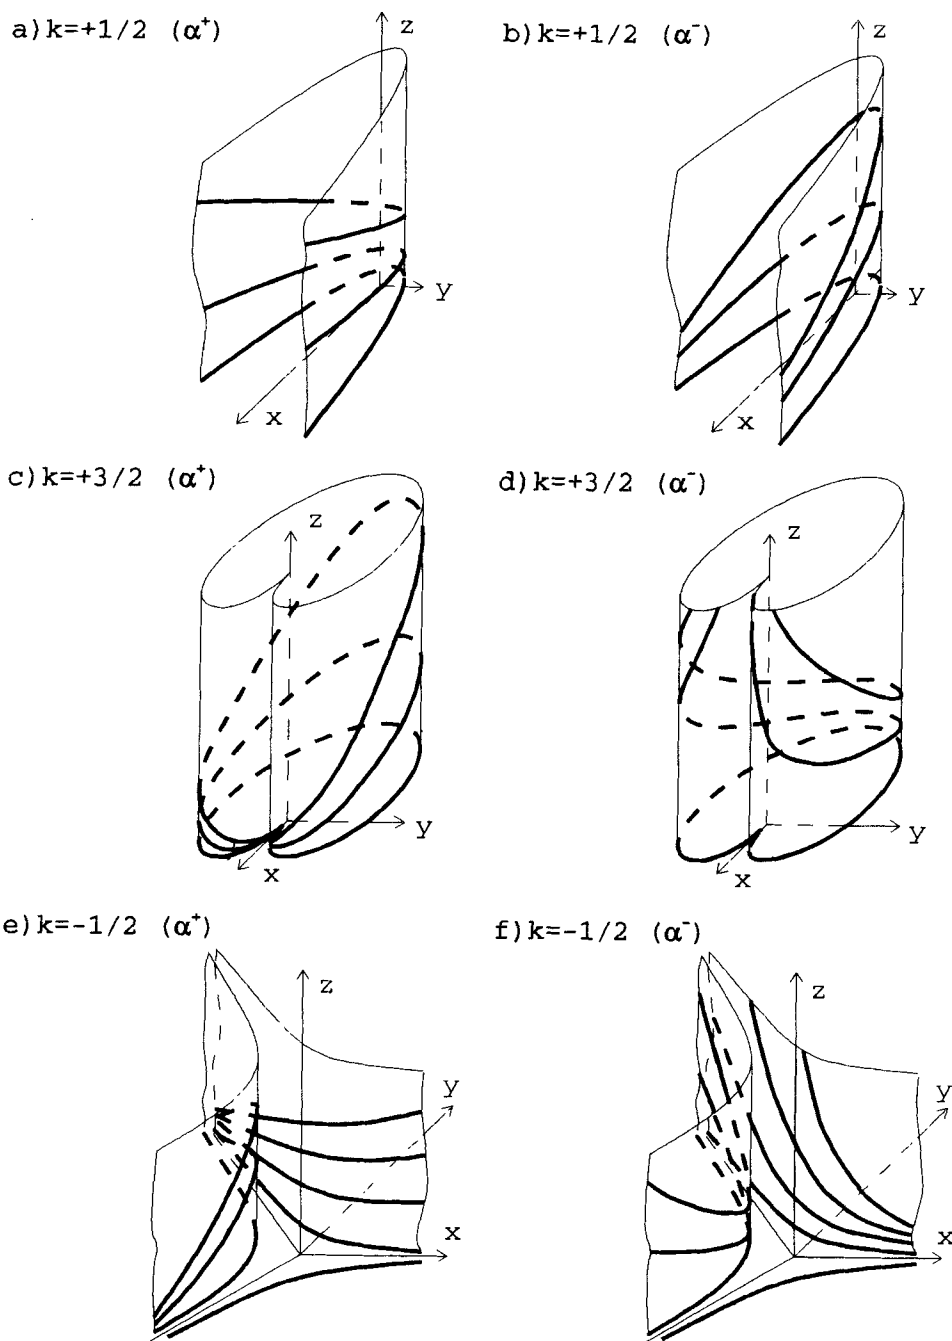 a)k=+1/2 (α⁺)
z
y
x
b)k=+1/2 (α⁻)
z
y
x
c)k=+3/2 (α⁺)
z
y
x
d)k=+3/2 (α⁻)
z
y
x
e)k=-1/2 (α⁺)
z
y
x
f)k=-1/2 (α⁻)
z
y
x